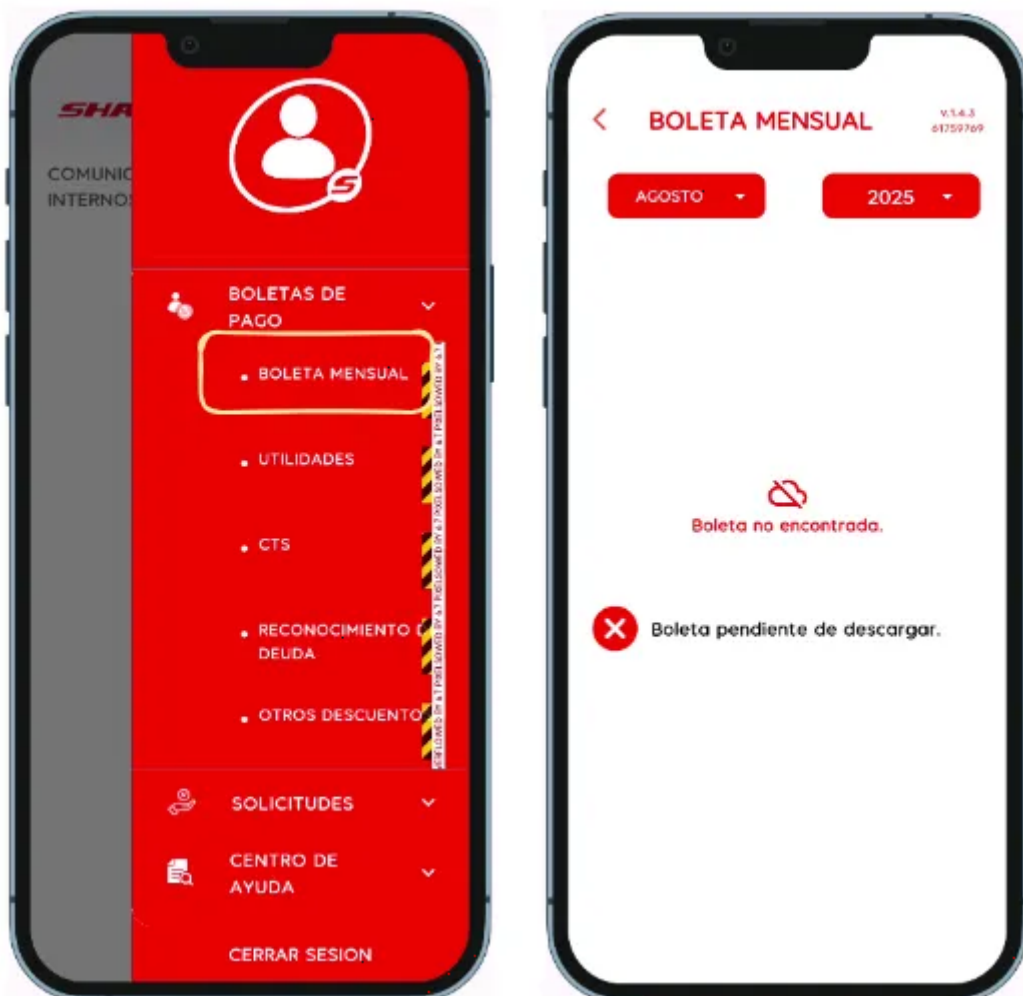 SHA
COMUNIC
INTERNOS
BOLETAS DE
PAGO
• BOLETA MENSUAL
• UTILIDADES
• CTS
• RECONOCIMIENTO D
DEUDA
• OTROS DESCUENTO
SOLICITUDES
CENTRO DE
AYUDA
CERRAR SESION
BOLETA MENSUAL
v.1.4.3
61759769
AGOSTO
2025
Boleta no encontrada.
Boleta pendiente de descargar.